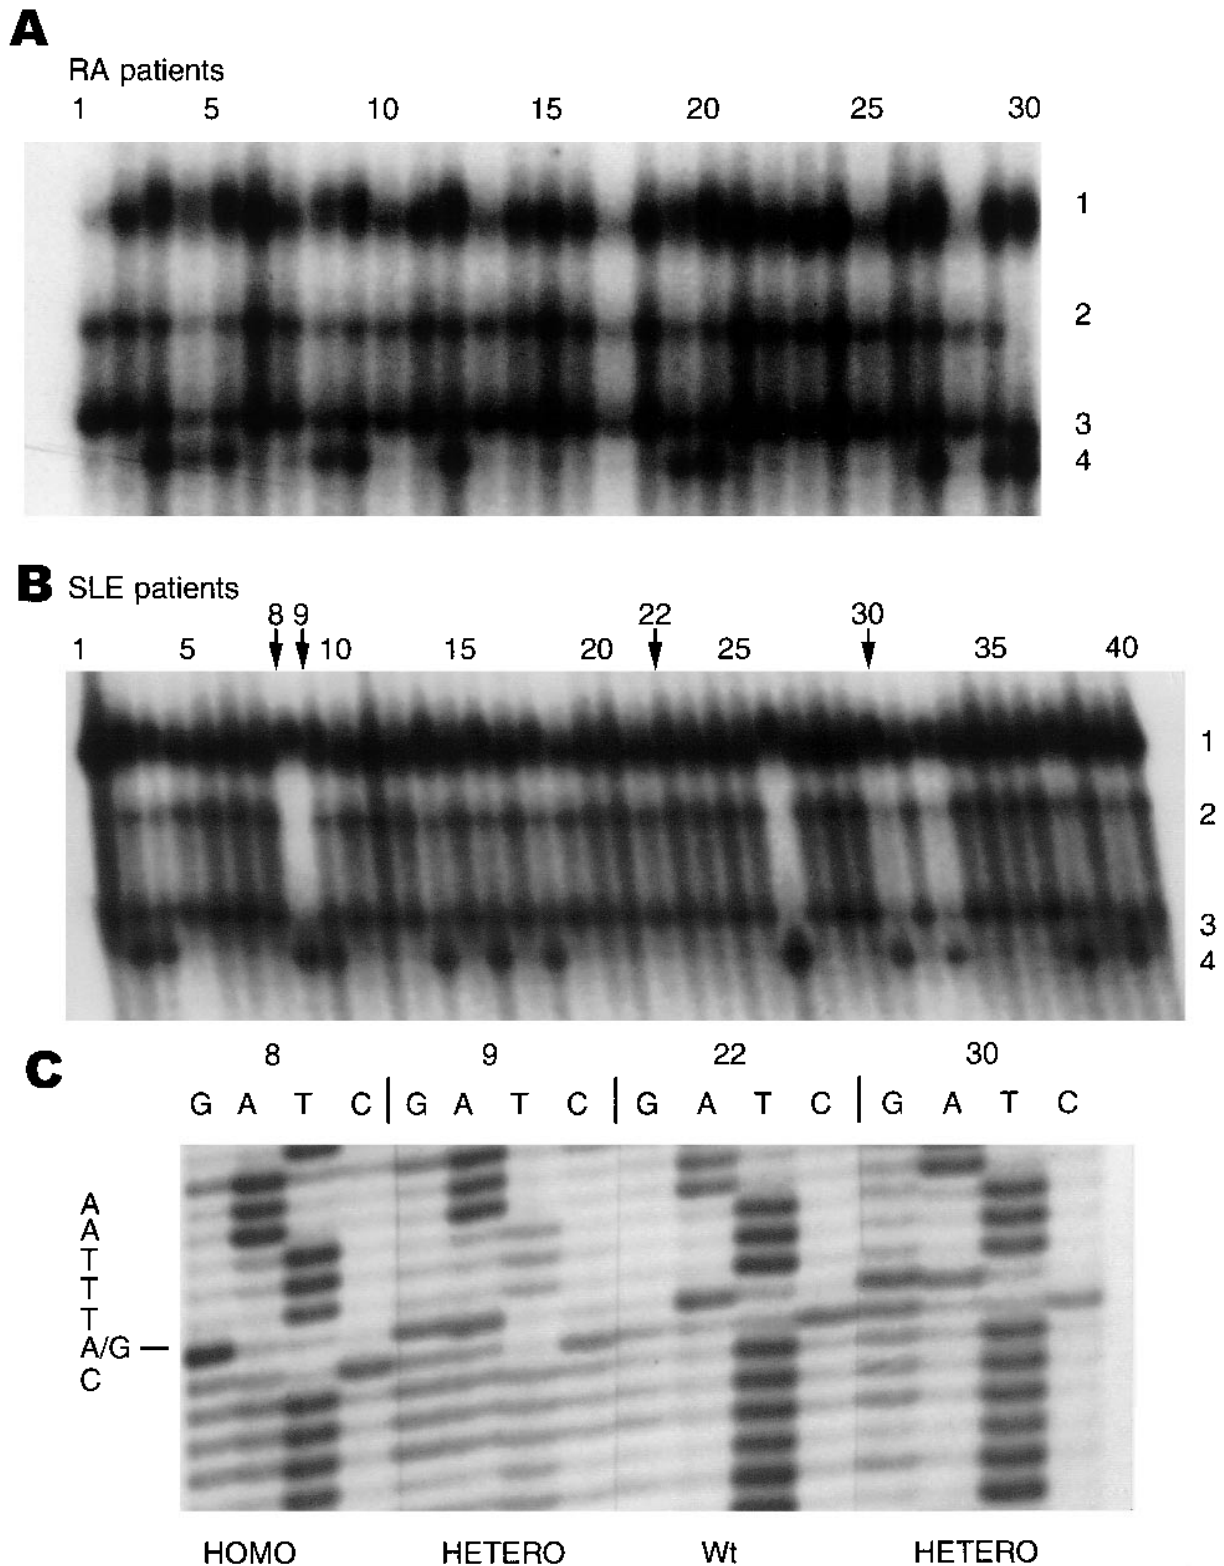 A
RA patients
1 5 10 15 20 25 30
1
2
3
4
B SLE patients
8 9 22 30
1 5 10 15 20 25 35 40
1
2
3
4
C 8 9 22 30
G A T C | G A T C | G A T C | G A T C
A
A
T
T
T
A/G —
C
HOMO HETERO Wt HETERO